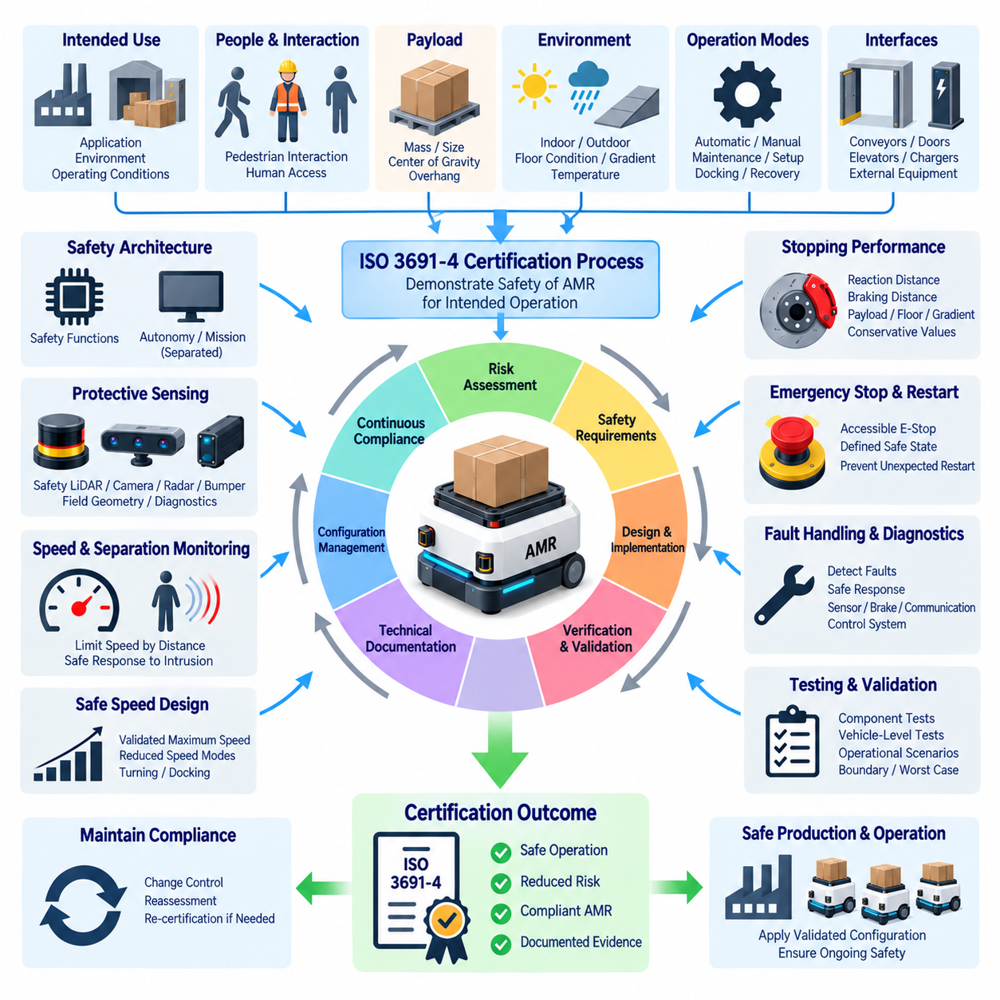 Intended Use
Application
Environment
Operating Conditions
People & Interaction
Pedestrian Interaction
Human Access
Payload
Mass / Size
Center of Gravity
Overhang
Environment
Indoor / Outdoor
Floor Condition / Gradient
Temperature
Operation Modes
Automatic / Manual
Maintenance / Setup
Docking / Recovery
Interfaces
Conveyors / Doors
Elevators / Chargers
External Equipment
ISO 3691-4 Certification Process
Demonstrate Safety of AMR
for Intended Operation
Safety Architecture
Safety Functions
Autonomy / Mission
(Separated)
Protective Sensing
Safety LiDAR / Camera / Radar / Bumper
Field Geometry / Diagnostics
Speed & Separation Monitoring
Limit Speed by Distance
Safe Response to Intrusion
Safe Speed Design
Validated Maximum Speed
Reduced Speed Modes
Turning / Docking
Risk
Assessment
Safety
Requirements
Design &
Implementation
Verification
& Validation
Technical
Documentation
Configuration
Management
Continuous
Compliance
AMR
Stopping Performance
Reaction Distance
Braking Distance
Payload / Floor / Gradient
Conservative Values
Emergency Stop & Restart
Accessible E-Stop
Defined Safe State
Prevent Unexpected Restart
Fault Handling & Diagnostics
Detect Faults
Safe Response
Sensor / Brake / Communication
Control System
Testing & Validation
Component Tests
Vehicle-Level Tests
Operational Scenarios
Boundary / Worst Case
Maintain Compliance
Change Control
Reassessment
Re-certification if Needed
Certification Outcome
ISO
3691-4
Safe Operation
Reduced Risk
Compliant AMR
Documented Evidence
Safe Production & Operation
Apply Validated Configuration
Ensure Ongoing Safety